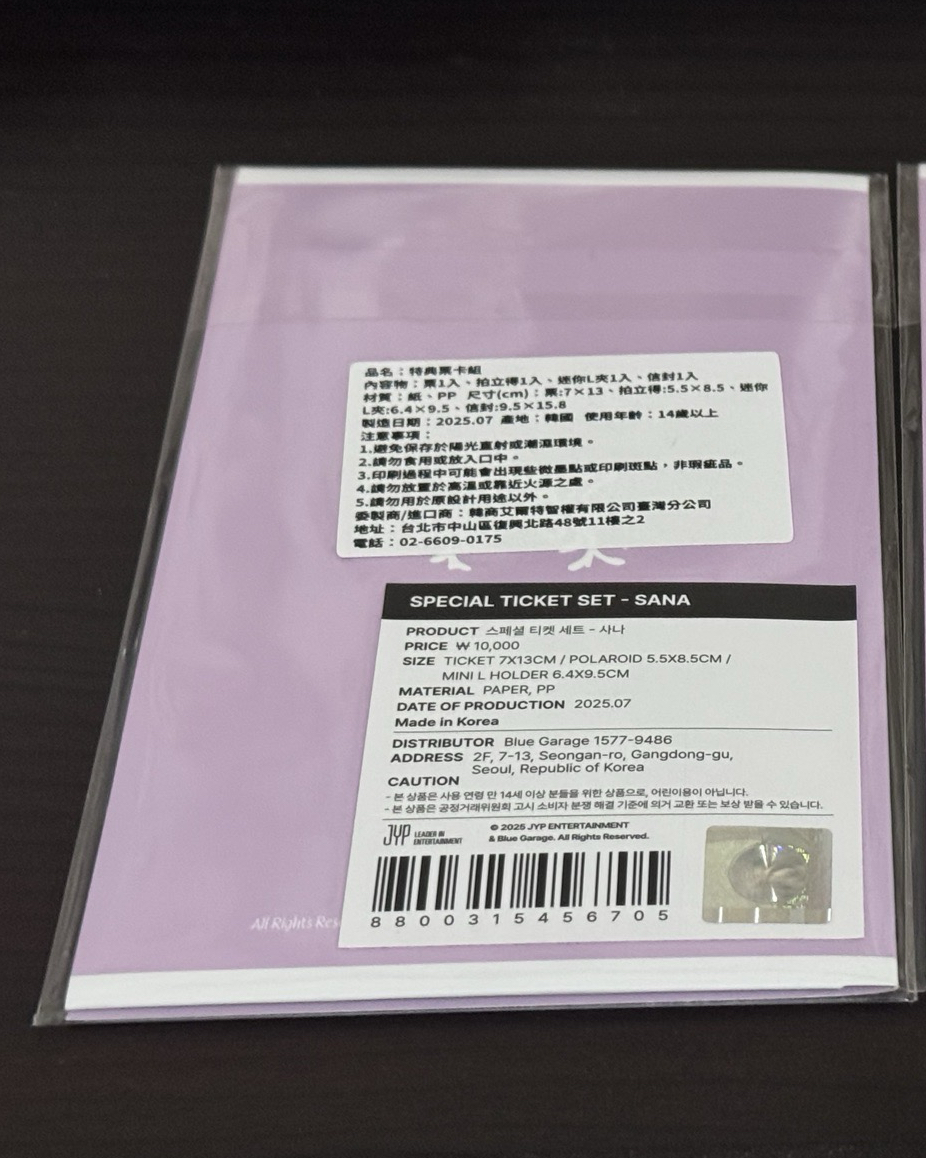 品名：特典票卡組
內容物：票1入、拍立得1入、迷你L夾1入、信封1入
材質：紙、PP 尺寸(cm)：票:7×13、拍立得:5.5×8.5、迷你
L夾:6.4×9.5、信封:9.5×15.8
製造日期：2025.07 產地：韓國 使用年齡：14歲以上
注意事項：
1.避免保存於陽光直射或潮濕環境。
2.請勿食用或放入口中。
3.印刷過程中可能會出現些微墨點或印刷斑點，非瑕疵品。
4.請勿放置於高溫或靠近火源之處。
5.請勿用於原設計用途以外。
委製商/進口商：韓商艾爾特智權有限公司臺灣分公司
地址：台北市中山區復興北路48號11樓之2
電話：02-6609-0175
SPECIAL TICKET SET - SANA
PRODUCT 스페셜 티켓 세트 - 사나
PRICE ₩ 10,000
SIZE TICKET 7X13CM / POLAROID 5.5X8.5CM /
MINI L HOLDER 6.4X9.5CM
MATERIAL PAPER, PP
DATE OF PRODUCTION 2025.07
Made in Korea
DISTRIBUTOR Blue Garage 1577-9486
ADDRESS 2F, 7-13, Seongan-ro, Gangdong-gu,
Seoul, Republic of Korea
CAUTION
- 본 상품은 사용 연령 만 14세 이상 분들을 위한 상품으로, 어린이용이 아닙니다.
- 본 상품은 공정거래위원회 고시 소비자 분쟁 해결 기준에 의거 교환 또는 보상 받을 수 있습니다.
JYP LEADER IN
ENTERTAINMENT
© 2025 JYP ENTERTAINMENT
& Blue Garage. All Rights Reserved.
8800315456705
All Rights Res